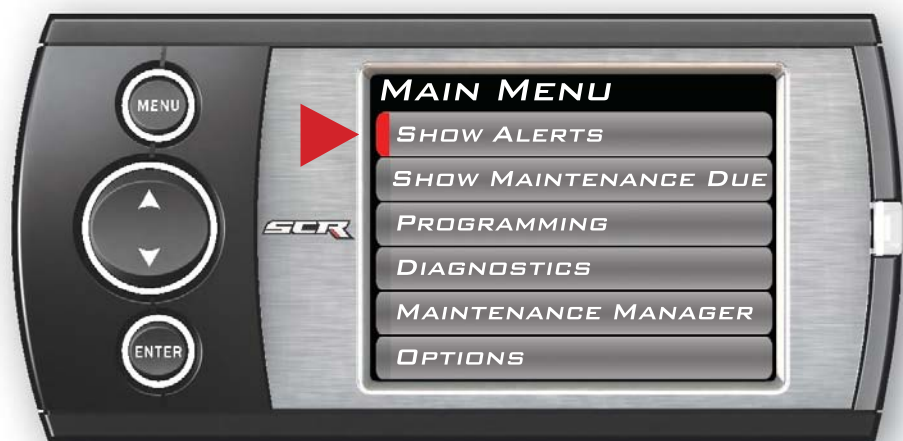 MENU
ENTER
SCR
MAIN MENU
SHOW ALERTS
SHOW MAINTENANCE DUE
PROGRAMMING
DIAGNOSTICS
MAINTENANCE MANAGER
OPTIONS